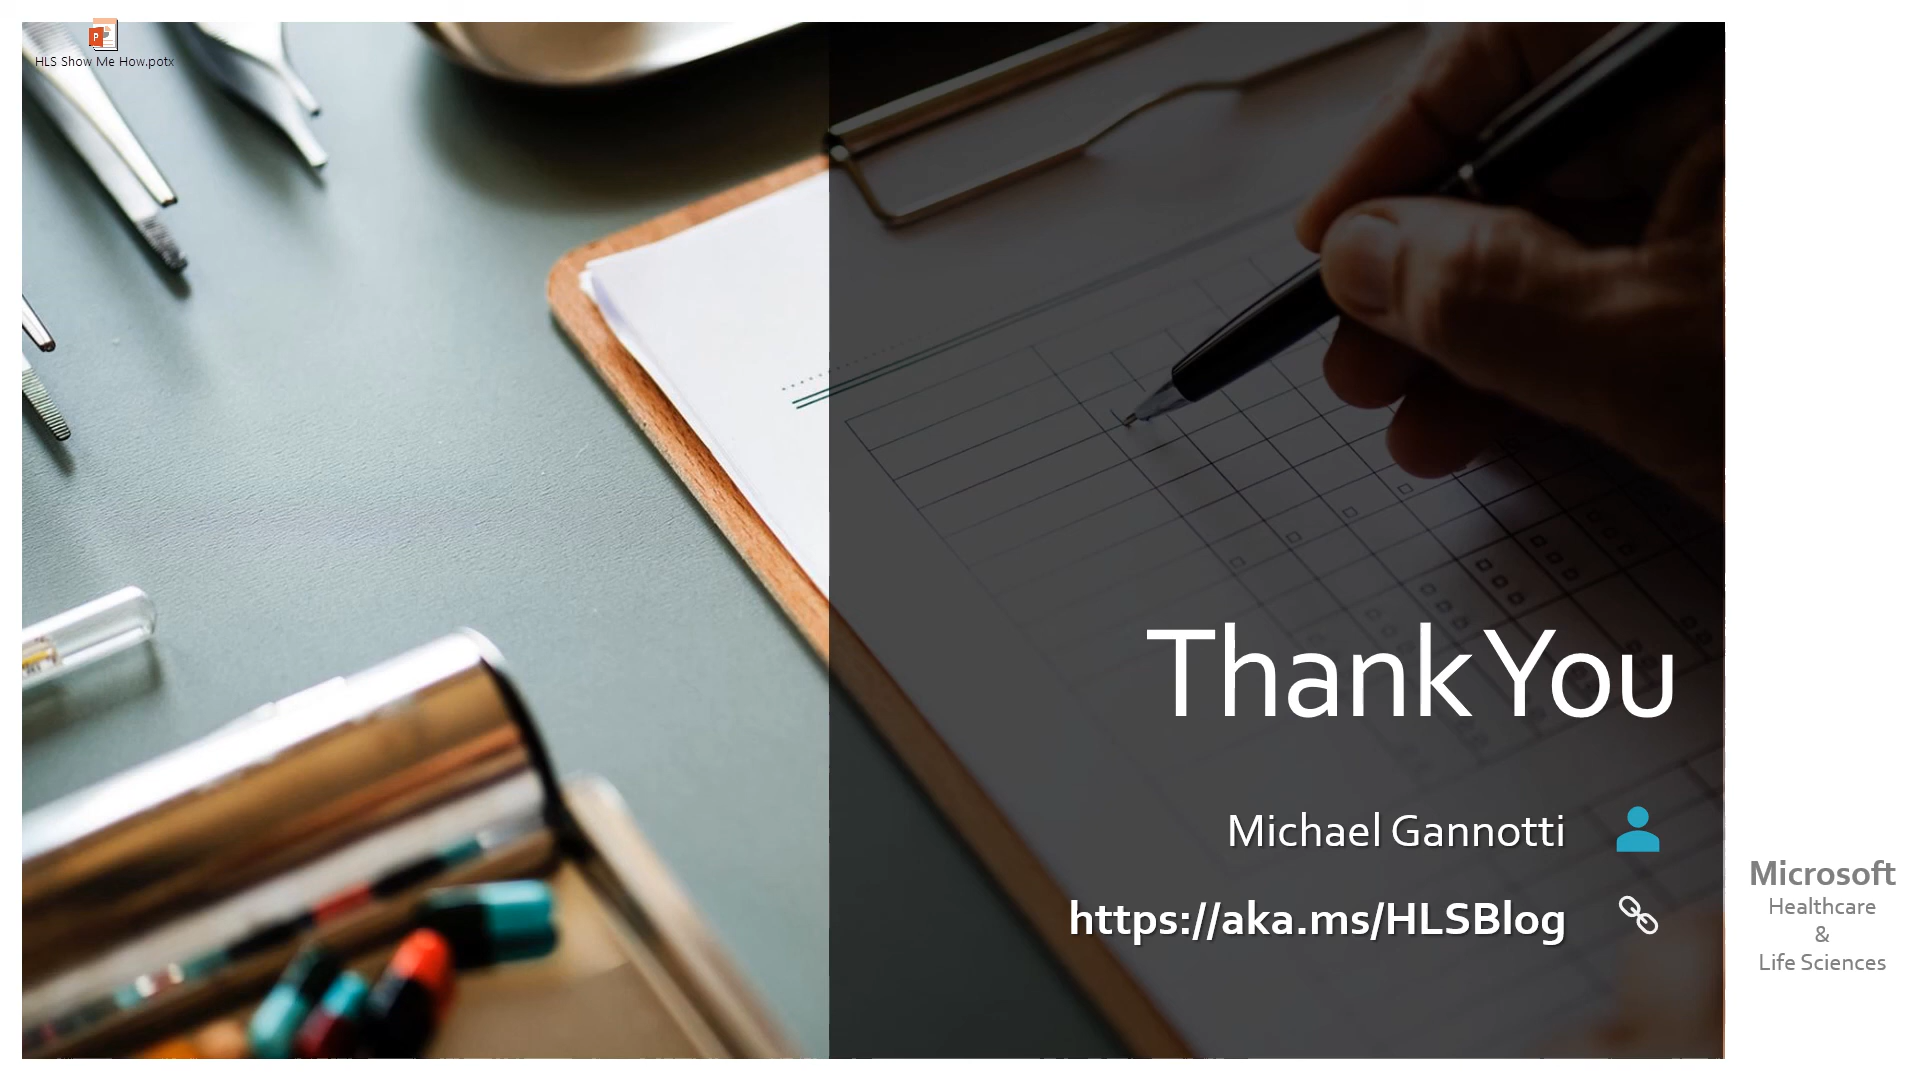 HLS Show Me How.potx
Thank You
Michael Gannotti
https://aka.ms/HLSBlog
Microsoft
Healthcare
&
Life Sciences